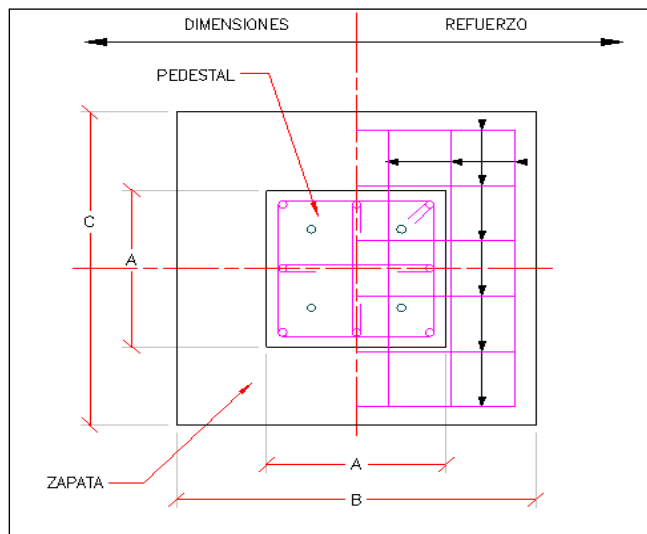 DIMENSIONES
REFUERZO
PEDESTAL
C
A
A
ZAPATA
B